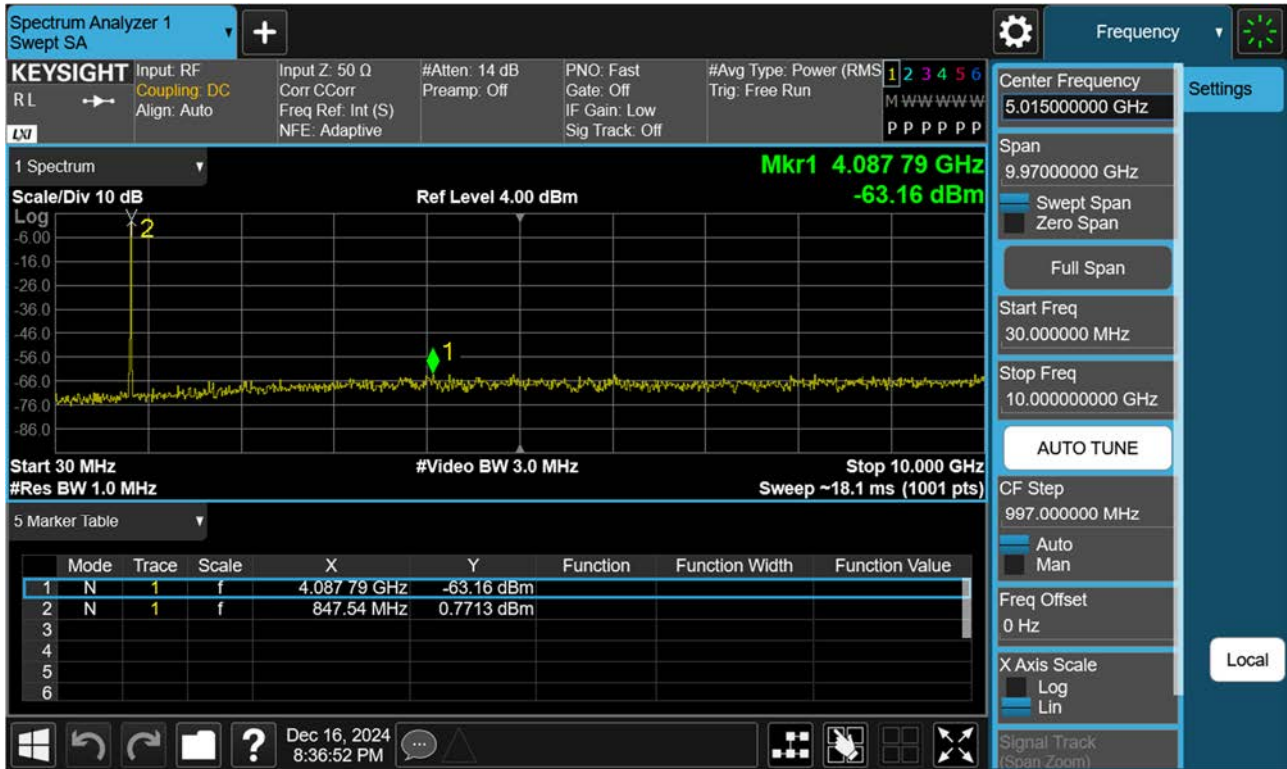 Spectrum Analyzer 1
Swept SA
Frequency
KEYSIGHT
RL
LXI
Input: RF
Coupling: DC
Align: Auto
Input Z: 50 Ω
Corr CCorr
Freq Ref: Int (S)
NFE: Adaptive
#Atten: 14 dB
Preamp: Off
PNO: Fast
Gate: Off
IF Gain: Low
Sig Track: Off
#Avg Type: Power (RMS
Trig: Free Run
1 2 3 4 5 6
M W W W W W
P P P P P P
1 Spectrum
Mkr1 4.087 79 GHz
-63.16 dBm
Scale/Div 10 dB
Ref Level 4.00 dBm
Log
-6.00
-16.0
-26.0
-36.0
-46.0
-56.0
-66.0
-76.0
-86.0
2
1
Start 30 MHz
#Video BW 3.0 MHz
Stop 10.000 GHz
#Res BW 1.0 MHz
Sweep ~18.1 ms (1001 pts)
5 Marker Table
Mode Trace Scale X Y Function Function Width Function Value
1 N 1 f 4.087 79 GHz -63.16 dBm
2 N 1 f 847.54 MHz 0.7713 dBm
3
4
5
6
?
Dec 16, 2024
8:36:52 PM
Center Frequency
5.015000000 GHz
Span
9.97000000 GHz
Swept Span
Zero Span
Full Span
Start Freq
30.000000 MHz
Stop Freq
10.000000000 GHz
AUTO TUNE
CF Step
997.000000 MHz
Auto
Man
Freq Offset
0 Hz
X Axis Scale
Log
Lin
Signal Track
(Span Zoom)
Settings
Local